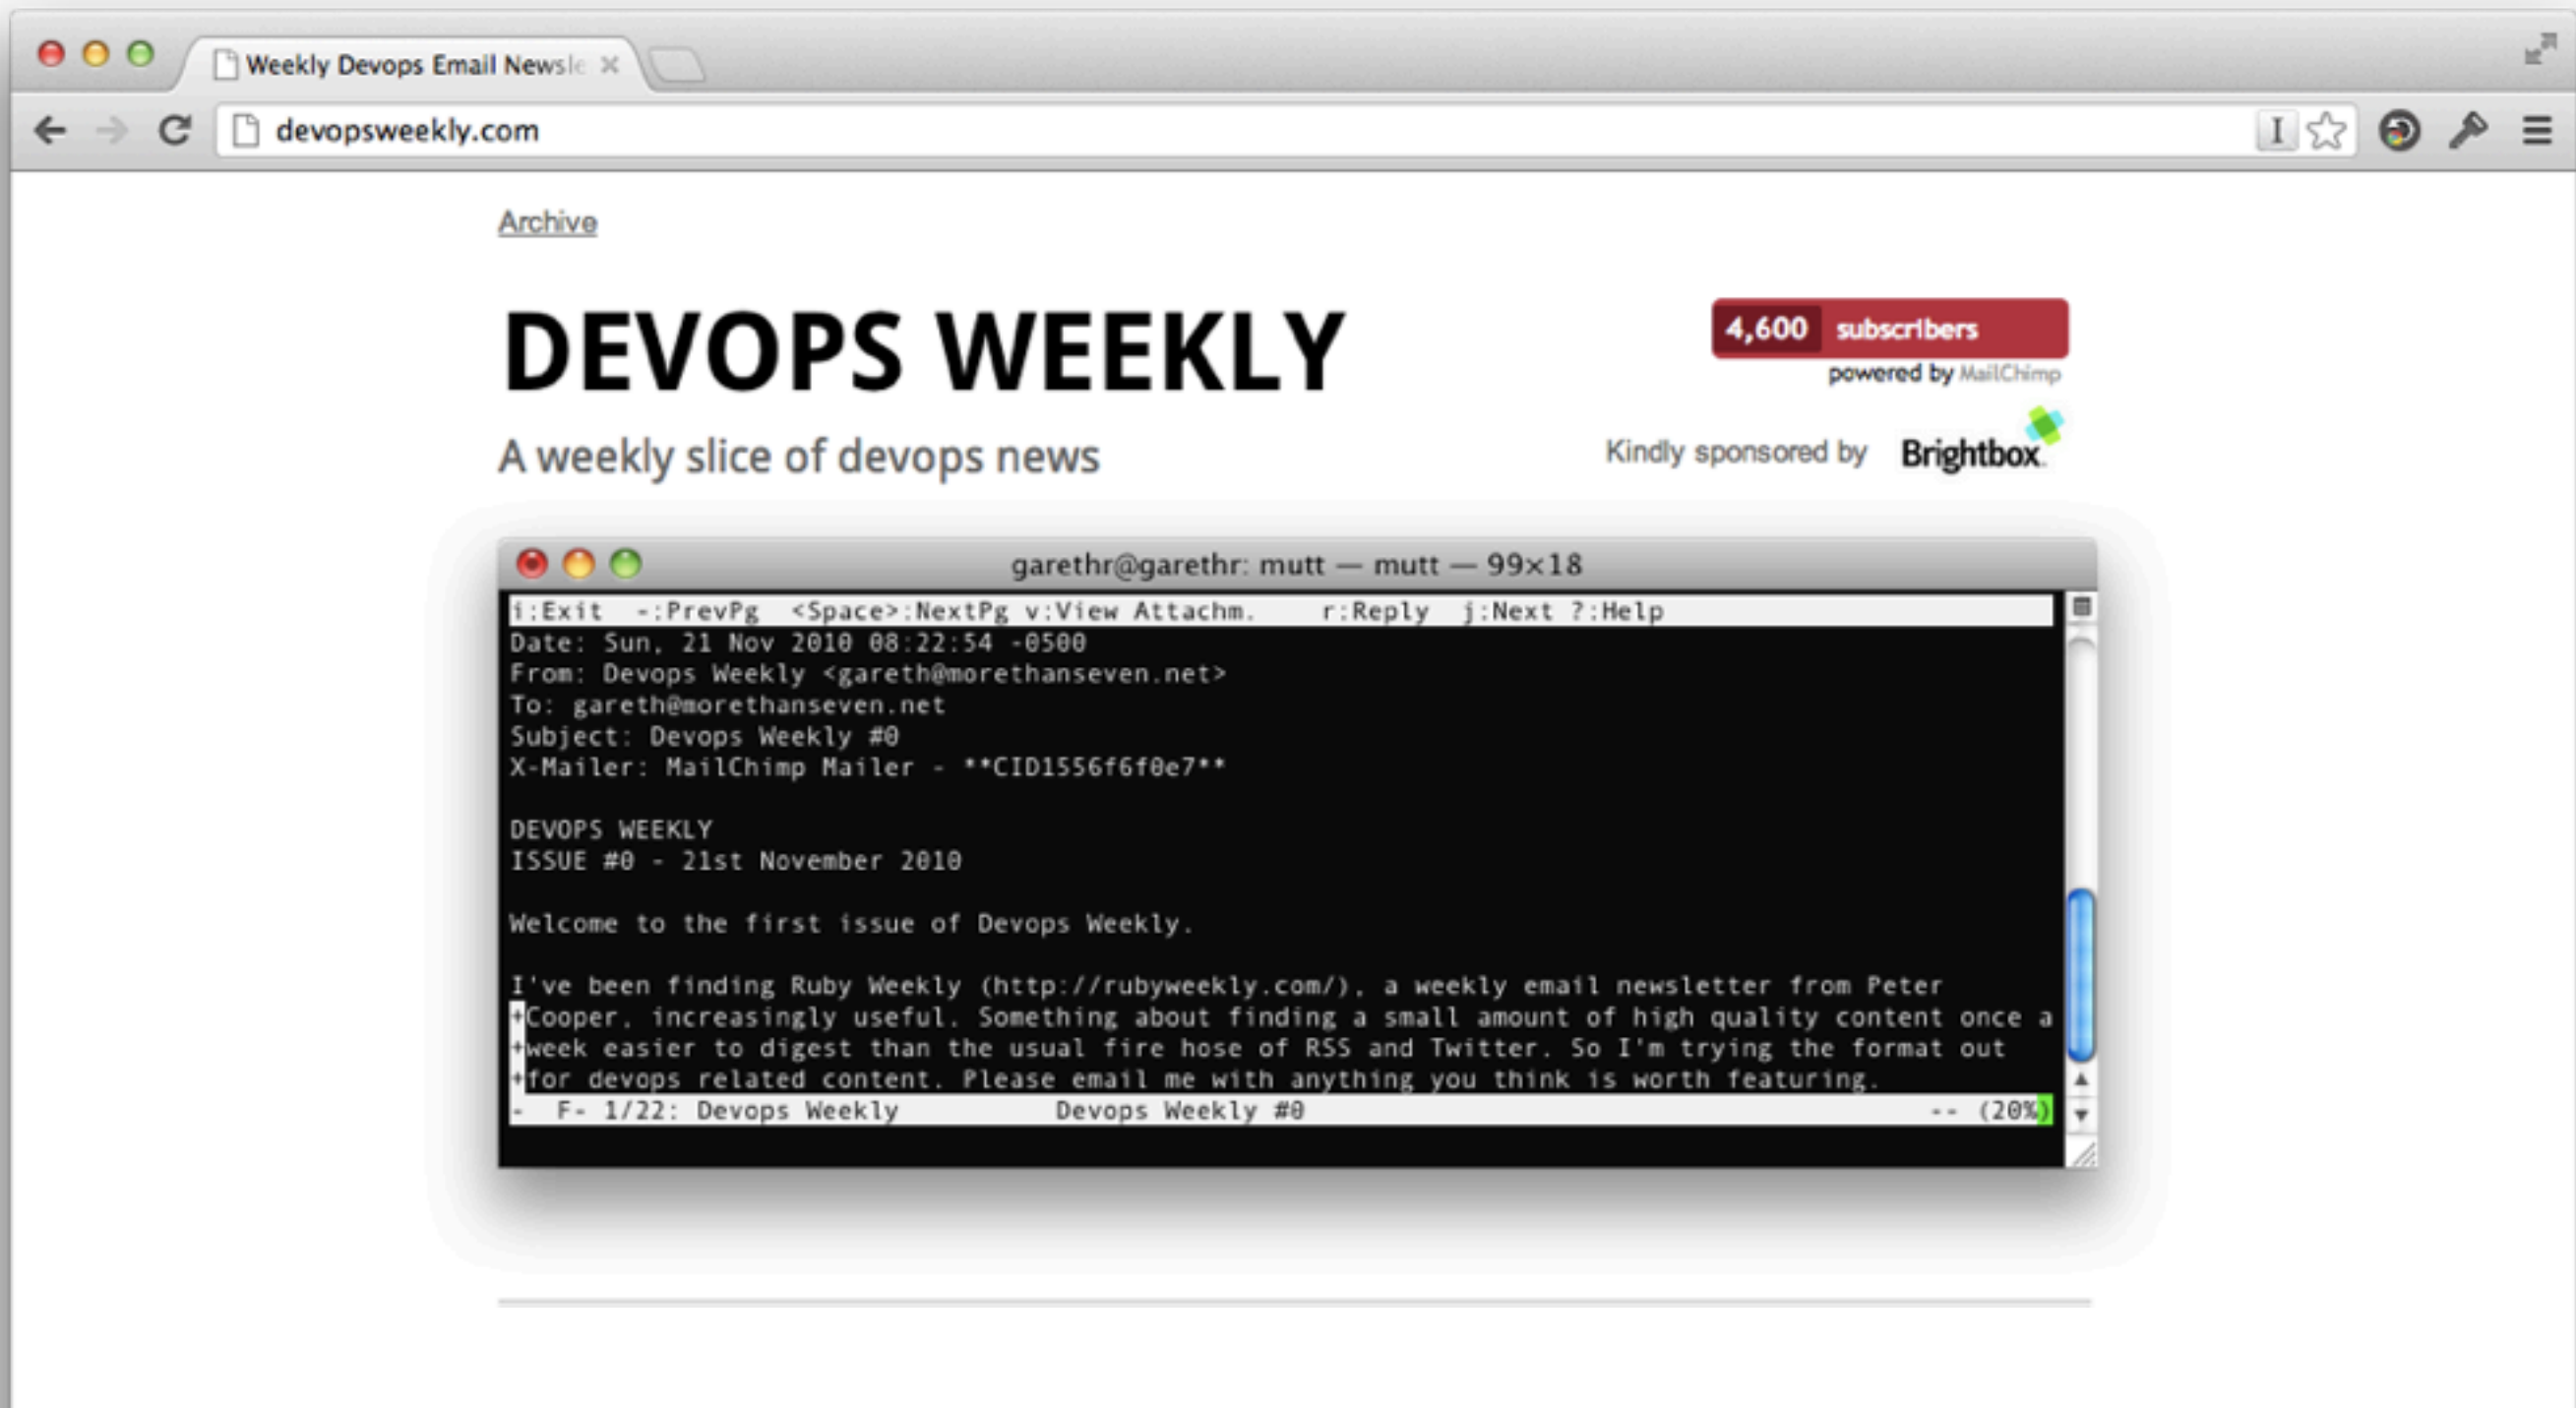 Weekly Devops Email Newsle
devopsweekly.com
Archive
DEVOPS WEEKLY
4,600 subscribers
powered by MailChimp
A weekly slice of devops news
Kindly sponsored by Brightbox
garethr@garethr: mutt — mutt — 99×18
i:Exit  -:PrevPg  <Space>:NextPg v:View Attachm.    r:Reply  j:Next ?:Help
Date: Sun, 21 Nov 2010 08:22:54 -0500
From: Devops Weekly <gareth@morethanseven.net>
To: gareth@morethanseven.net
Subject: Devops Weekly #0
X-Mailer: MailChimp Mailer - **CID1556f6f0e7**
DEVOPS WEEKLY
ISSUE #0 - 21st November 2010
Welcome to the first issue of Devops Weekly.
I've been finding Ruby Weekly (http://rubyweekly.com/), a weekly email newsletter from Peter
+Cooper, increasingly useful. Something about finding a small amount of high quality content once a
+week easier to digest than the usual fire hose of RSS and Twitter. So I'm trying the format out
+for devops related content. Please email me with anything you think is worth featuring.
-  F- 1/22: Devops Weekly          Devops Weekly #0                                        -- (20%)